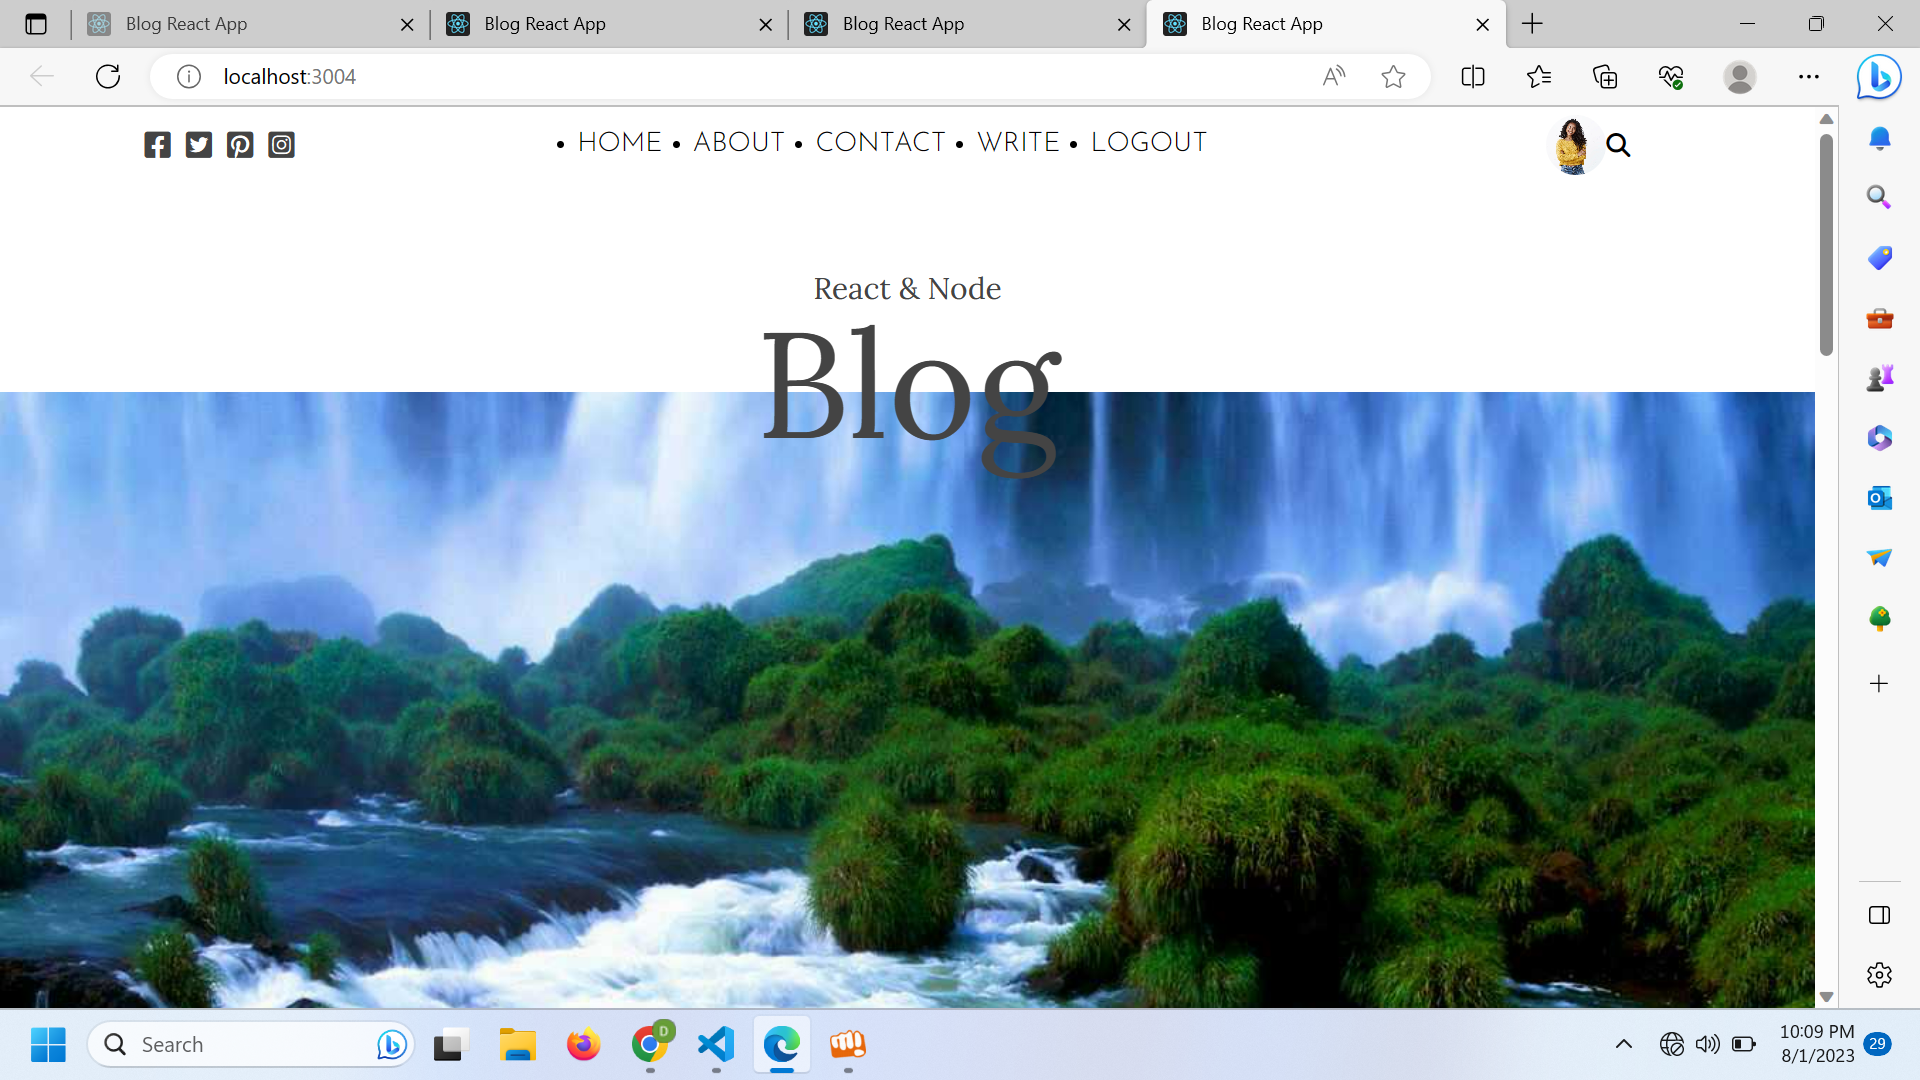 Blog React App
Blog React App
Blog React App
Blog React App
localhost:3004
• HOME • ABOUT • CONTACT • WRITE • LOGOUT
React & Node
Blog
Search
D
10:09 PM
8/1/2023
29